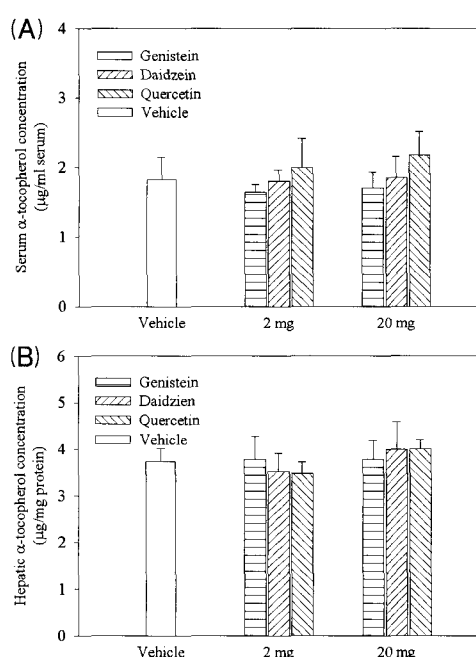 (A)
4
3
2
1
0
Serum α-tocopherol concentration
(μg/ml serum)
Genistein
Daidzein
Quercetin
Vehicle
Vehicle
2 mg
20 mg
(B)
6
5
4
3
2
1
0
Hepatic α-tocopherol concentration
(μg/mg protein)
Genistein
Daidzien
Quercetin
Vehicle
Vehicle
2 mg
20 mg